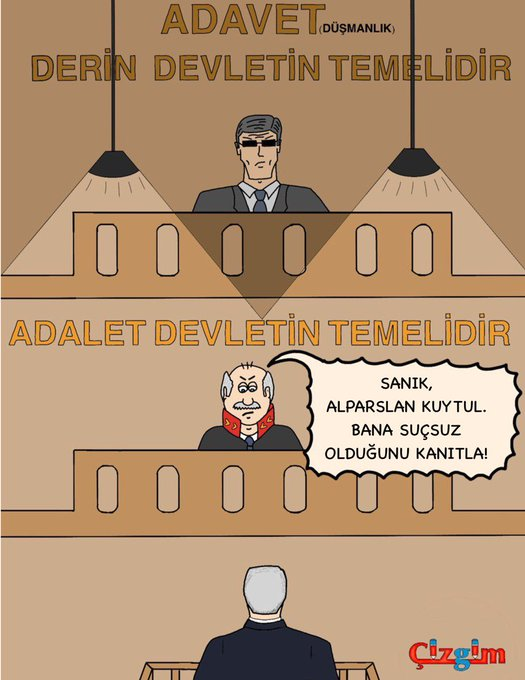 ADAVET(DÜŞMANLIK)
DERİN DEVLETİN TEMELİDİR
ADALET DEVLETİN TEMELİDİR
SANIK,
ALPARSLAN KUYTUL.
BANA SUÇSUZ
OLDUĞUNU KANITLA!
Çizgim